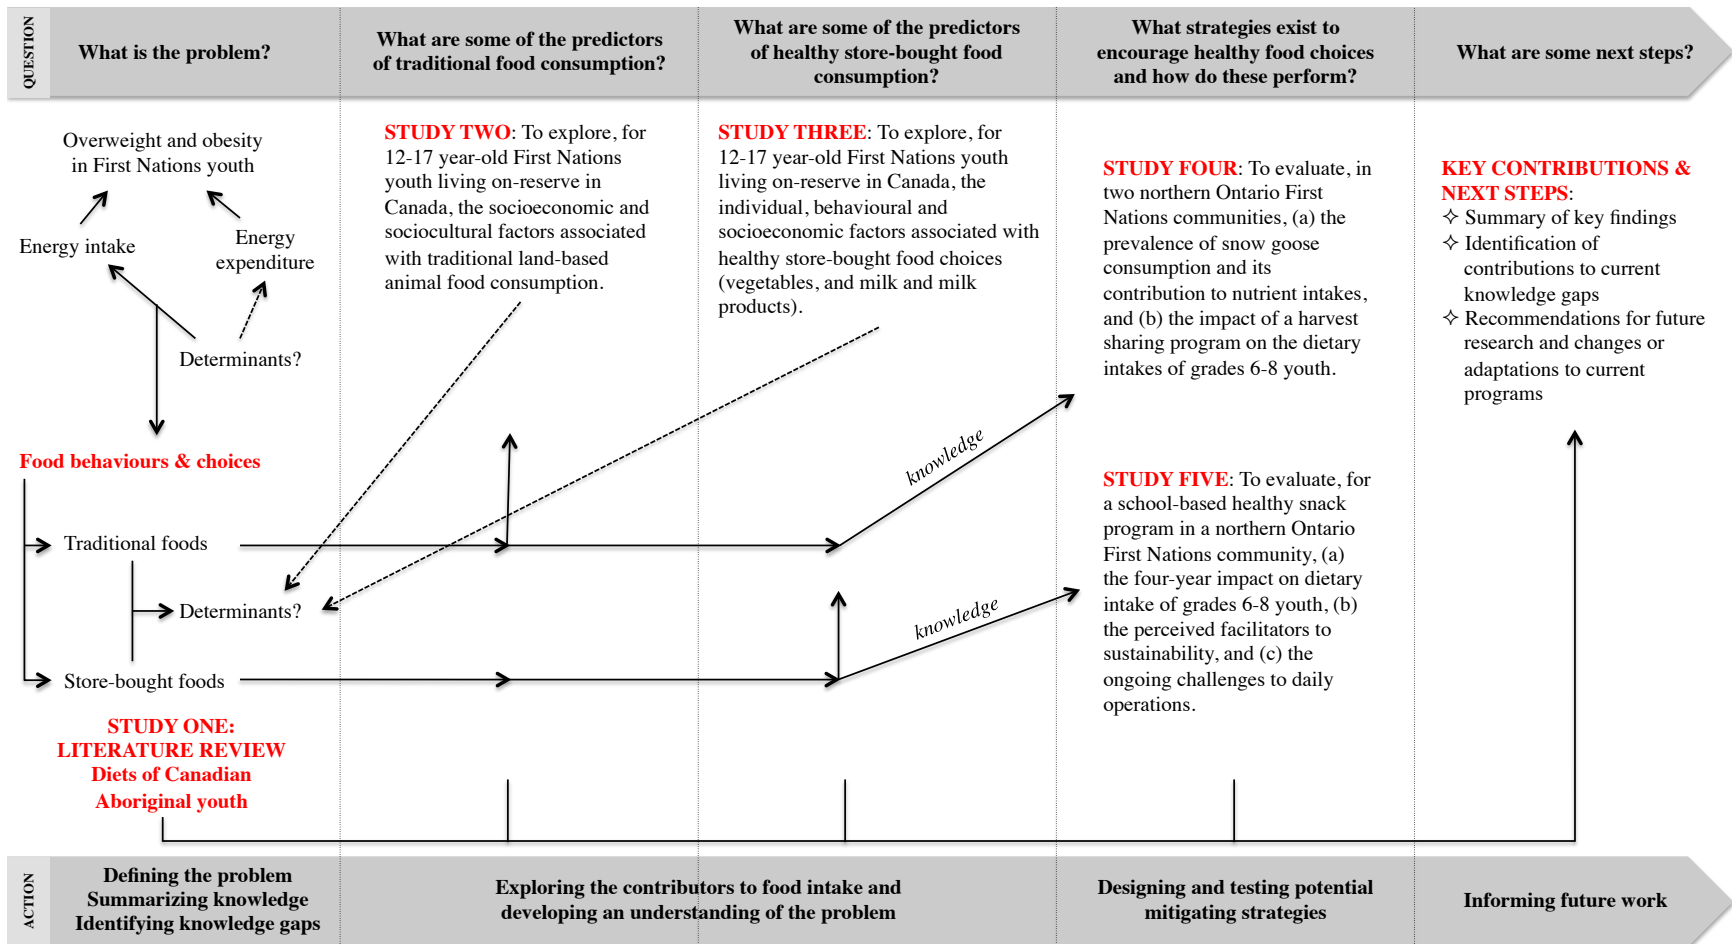 QUESTION
What is the problem?
What are some of the predictors
of traditional food consumption?
What are some of the predictors
of healthy store-bought food
consumption?
What strategies exist to
encourage healthy food choices
and how do these perform?
What are some next steps?
Overweight and obesity
in First Nations youth
Energy intake
Energy
expenditure
Determinants?
Food behaviours & choices
Traditional foods
Determinants?
Store-bought foods
STUDY ONE:
LITERATURE REVIEW
Diets of Canadian
Aboriginal youth
STUDY TWO: To explore, for
12-17 year-old First Nations
youth living on-reserve in
Canada, the socioeconomic and
sociocultural factors associated
with traditional land-based
animal food consumption.
STUDY THREE: To explore, for
12-17 year-old First Nations youth
living on-reserve in Canada, the
individual, behavioural and
socioeconomic factors associated with
healthy store-bought food choices
(vegetables, and milk and milk
products).
knowledge
knowledge
STUDY FOUR: To evaluate, in
two northern Ontario First
Nations communities, (a) the
prevalence of snow goose
consumption and its
contribution to nutrient intakes,
and (b) the impact of a harvest
sharing program on the dietary
intakes of grades 6-8 youth.
STUDY FIVE: To evaluate, for
a school-based healthy snack
program in a northern Ontario
First Nations community, (a)
the four-year impact on dietary
intake of grades 6-8 youth, (b)
the perceived facilitators to
sustainability, and (c) the
ongoing challenges to daily
operations.
KEY CONTRIBUTIONS &
NEXT STEPS:
✧ Summary of key findings
✧ Identification of
contributions to current
knowledge gaps
✧ Recommendations for future
research and changes or
adaptations to current
programs
ACTION
Defining the problem
Summarizing knowledge
Identifying knowledge gaps
Exploring the contributors to food intake and
developing an understanding of the problem
Designing and testing potential
mitigating strategies
Informing future work